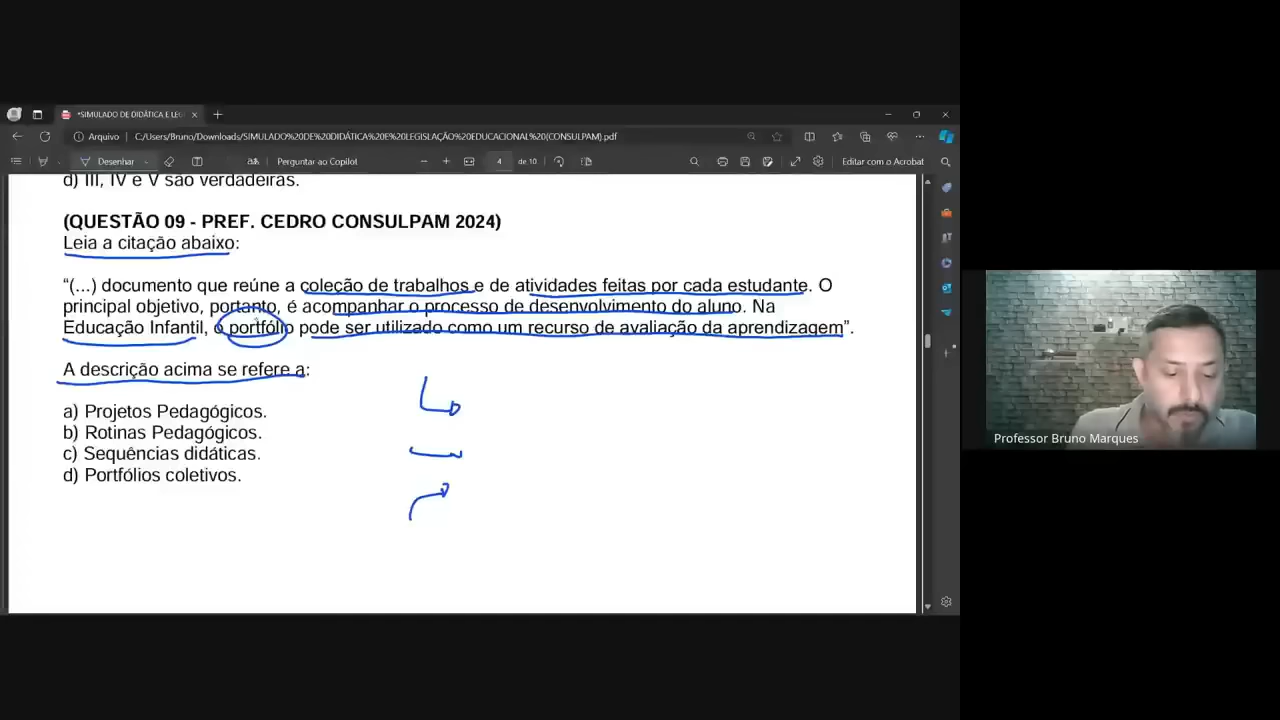 *SIMULADO DE DIDÁTICA E LEG
Arquivo C:/Users/Bruno/Downloads/SIMULADO%20DE%20DIDÁTICA%20E%20LEGISLAÇÃO%20EDUCACIONAL%20(CONSULPAM).pdf
Desenhar Perguntar ao Copilot 4 de 10 Editar com o Acrobat
d) III, IV e V são verdadeiras.
(QUESTÃO 09 - PREF. CEDRO CONSULPAM 2024)
Leia a citação abaixo:
“(...) documento que reúne a coleção de trabalhos e de atividades feitas por cada estudante. O
principal objetivo, portanto, é acompanhar o processo de desenvolvimento do aluno. Na
Educação Infantil, o portfólio pode ser utilizado como um recurso de avaliação da aprendizagem”.
A descrição acima se refere a:
a) Projetos Pedagógicos.
b) Rotinas Pedagógicos.
c) Sequências didáticas.
d) Portfólios coletivos.
Professor Bruno Marques